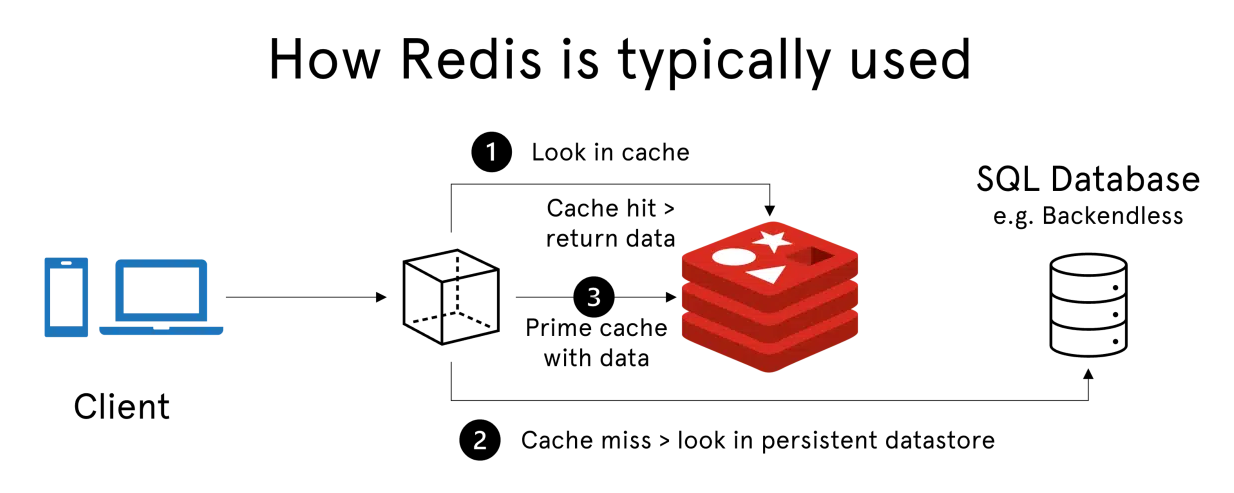 How Redis is typically used
1 Look in cache
Cache hit >
return data
SQL Database
e.g. Backendless
3
Prime cache
with data
Client
2 Cache miss > look in persistent datastore